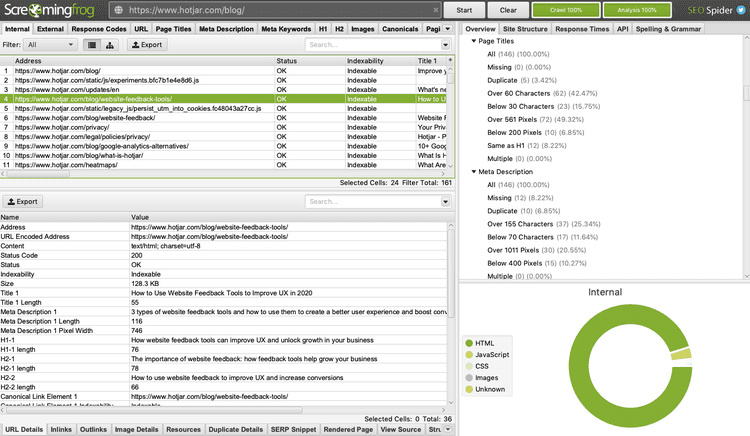 Screamingfrog
https://www.hotjar.com/blog/
Start
Clear
Crawl 100%
Analysis 100%
SEO Spider
Internal External Response Codes URL Page Titles Meta Description Meta Keywords H1 H2 Images Canonicals Pagi
Filter: All Export Search...
Address Status Indexability Title 1
1 https://www.hotjar.com/blog/ OK Indexable Improve y
2 https://www.hotjar.com/static/js/experiments.bfc7b1e4e8d6.js OK Indexable
3 https://www.hotjar.com/updates/en OK Indexable What's ne
4 https://www.hotjar.com/blog/website-feedback-tools/ OK Indexable How to U
5 https://www.hotjar.com/static/legacy_js/persist_utm_into_cookies.fc48043a27cc.js OK Indexable
6 https://www.hotjar.com/blog/website-feedback/ OK Indexable Website F
7 https://www.hotjar.com/privacy/ OK Indexable Your Priva
8 https://www.hotjar.com/legal/policies/privacy/ OK Indexable Hotjar - P
9 https://www.hotjar.com/blog/google-analytics-alternatives/ OK Indexable 10+ Goog
10 https://www.hotjar.com/blog/what-is-hotjar/ OK Indexable What Is H
11 https://www.hotjar.com/heatmaps/ OK Indexable What Are
Selected Cells: 24 Filter Total: 161
Export Search...
Name Value
Address https://www.hotjar.com/blog/website-feedback-tools/
URL Encoded Address https://www.hotjar.com/blog/website-feedback-tools/
Content text/html; charset=utf-8
Status Code 200
Status OK
Indexability Indexable
Size 128.3 KB
Title 1 How to Use Website Feedback Tools to Improve UX in 2020
Title 1 Length 55
Meta Description 1 3 types of website feedback tools and how to use them to create a better user experience and boost conv
Meta Description 1 Length 116
Meta Description 1 Pixel Width 746
H1-1 How website feedback tools can improve UX and unlock growth in your business
H1-1 length 76
H2-1 The importance of website feedback: how feedback tools help grow your business
H2-1 length 78
H2-2 How to use website feedback to improve UX and increase conversions
H2-2 length 66
Canonical Link Element 1 https://www.hotjar.com/blog/website-feedback-tools/
Canonical Link Element 1 Indexability Indexable
Selected Cells: 0 Total: 36
URL Details Inlinks Outlinks Image Details Resources Duplicate Details SERP Snippet Rendered Page View Source Stru
Overview Site Structure Response Times API Spelling & Grammar
Page Titles
All (146) (100.00%)
Missing (0) (0.00%)
Duplicate (5) (3.42%)
Over 60 Characters (62) (42.47%)
Below 30 Characters (23) (15.75%)
Over 561 Pixels (72) (49.32%)
Below 200 Pixels (10) (6.85%)
Same as H1 (12) (8.22%)
Multiple (0) (0.00%)
Meta Description
All (146) (100.00%)
Missing (12) (8.22%)
Duplicate (10) (6.85%)
Over 155 Characters (37) (25.34%)
Below 70 Characters (17) (11.64%)
Over 1011 Pixels (30) (20.55%)
Below 400 Pixels (15) (10.27%)
Multiple (0) (0.00%)
Internal
HTML
JavaScript
CSS
Images
Unknown